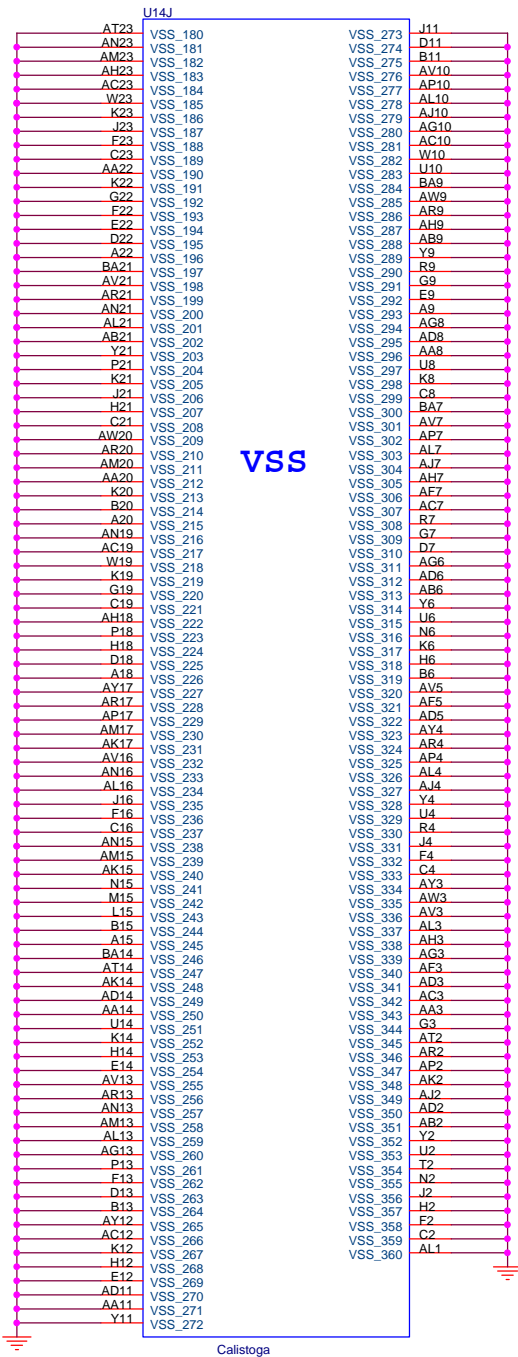 U14J
AT23 VSS_180 VSS_273 J11
AN23 VSS_181 VSS_274 D11
AM23 VSS_182 VSS_275 B11
AH23 VSS_183 VSS_276 AV10
AC23 VSS_184 VSS_277 AP10
W23 VSS_185 VSS_278 AL10
K23 VSS_186 VSS_279 AJ10
J23 VSS_187 VSS_280 AG10
F23 VSS_188 VSS_281 AC10
C23 VSS_189 VSS_282 W10
AA22 VSS_190 VSS_283 U10
K22 VSS_191 VSS_284 BA9
G22 VSS_192 VSS_285 AW9
F22 VSS_193 VSS_286 AR9
E22 VSS_194 VSS_287 AH9
D22 VSS_195 VSS_288 AB9
A22 VSS_196 VSS_289 Y9
BA21 VSS_197 VSS_290 R9
AV21 VSS_198 VSS_291 G9
AR21 VSS_199 VSS_292 E9
AN21 VSS_200 VSS_293 A9
AL21 VSS_201 VSS_294 AG8
AB21 VSS_202 VSS_295 AD8
Y21 VSS_203 VSS_296 AA8
P21 VSS_204 VSS_297 U8
K21 VSS_205 VSS_298 K8
J21 VSS_206 VSS_299 C8
H21 VSS_207 VSS_300 BA7
C21 VSS_208 VSS_301 AV7
AW20 VSS_209 VSS_302 AP7
AR20 VSS_210 VSS_303 AL7
VSS
AM20 VSS_211 VSS_304 AJ7
AA20 VSS_212 VSS_305 AH7
K20 VSS_213 VSS_306 AF7
B20 VSS_214 VSS_307 AC7
A20 VSS_215 VSS_308 R7
AN19 VSS_216 VSS_309 G7
AC19 VSS_217 VSS_310 D7
W19 VSS_218 VSS_311 AG6
K19 VSS_219 VSS_312 AD6
G19 VSS_220 VSS_313 AB6
C19 VSS_221 VSS_314 Y6
AH18 VSS_222 VSS_315 U6
P18 VSS_223 VSS_316 N6
H18 VSS_224 VSS_317 K6
D18 VSS_225 VSS_318 H6
A18 VSS_226 VSS_319 B6
AY17 VSS_227 VSS_320 AV5
AR17 VSS_228 VSS_321 AF5
AP17 VSS_229 VSS_322 AD5
AM17 VSS_230 VSS_323 AY4
AK17 VSS_231 VSS_324 AR4
AV16 VSS_232 VSS_325 AP4
AN16 VSS_233 VSS_326 AL4
AL16 VSS_234 VSS_327 AJ4
J16 VSS_235 VSS_328 Y4
F16 VSS_236 VSS_329 U4
C16 VSS_237 VSS_330 R4
AN15 VSS_238 VSS_331 J4
AM15 VSS_239 VSS_332 F4
AK15 VSS_240 VSS_333 C4
N15 VSS_241 VSS_334 AY3
M15 VSS_242 VSS_335 AW3
L15 VSS_243 VSS_336 AV3
B15 VSS_244 VSS_337 AL3
A15 VSS_245 VSS_338 AH3
BA14 VSS_246 VSS_339 AG3
AT14 VSS_247 VSS_340 AF3
AK14 VSS_248 VSS_341 AD3
AD14 VSS_249 VSS_342 AC3
AA14 VSS_250 VSS_343 AA3
U14 VSS_251 VSS_344 G3
K14 VSS_252 VSS_345 AT2
H14 VSS_253 VSS_346 AR2
E14 VSS_254 VSS_347 AP2
AV13 VSS_255 VSS_348 AK2
AR13 VSS_256 VSS_349 AJ2
AN13 VSS_257 VSS_350 AD2
AM13 VSS_258 VSS_351 AB2
AL13 VSS_259 VSS_352 Y2
AG13 VSS_260 VSS_353 U2
P13 VSS_261 VSS_354 T2
F13 VSS_262 VSS_355 N2
D13 VSS_263 VSS_356 J2
B13 VSS_264 VSS_357 H2
AY12 VSS_265 VSS_358 F2
AC12 VSS_266 VSS_359 C2
K12 VSS_267 VSS_360 AL1
H12 VSS_268
E12 VSS_269
AD11 VSS_270
AA11 VSS_271
Y11 VSS_272
Calistoga